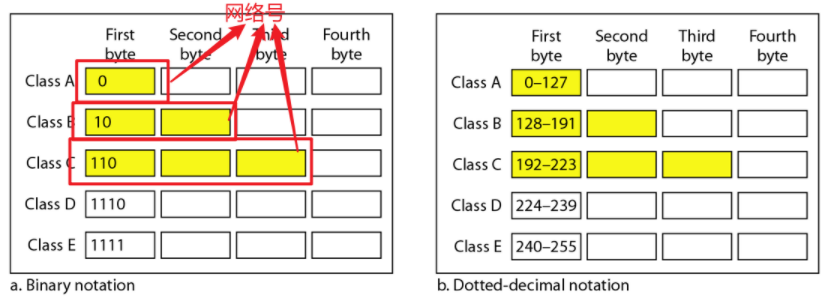 网络号
First byte Second byte Third byte Fourth byte
Class A 0
Class B 10
Class C 110
Class D 1110
Class E 1111
a. Binary notation
First byte Second byte Third byte Fourth byte
Class A 0–127
Class B 128–191
Class C 192–223
Class D 224–239
Class E 240–255
b. Dotted-decimal notation